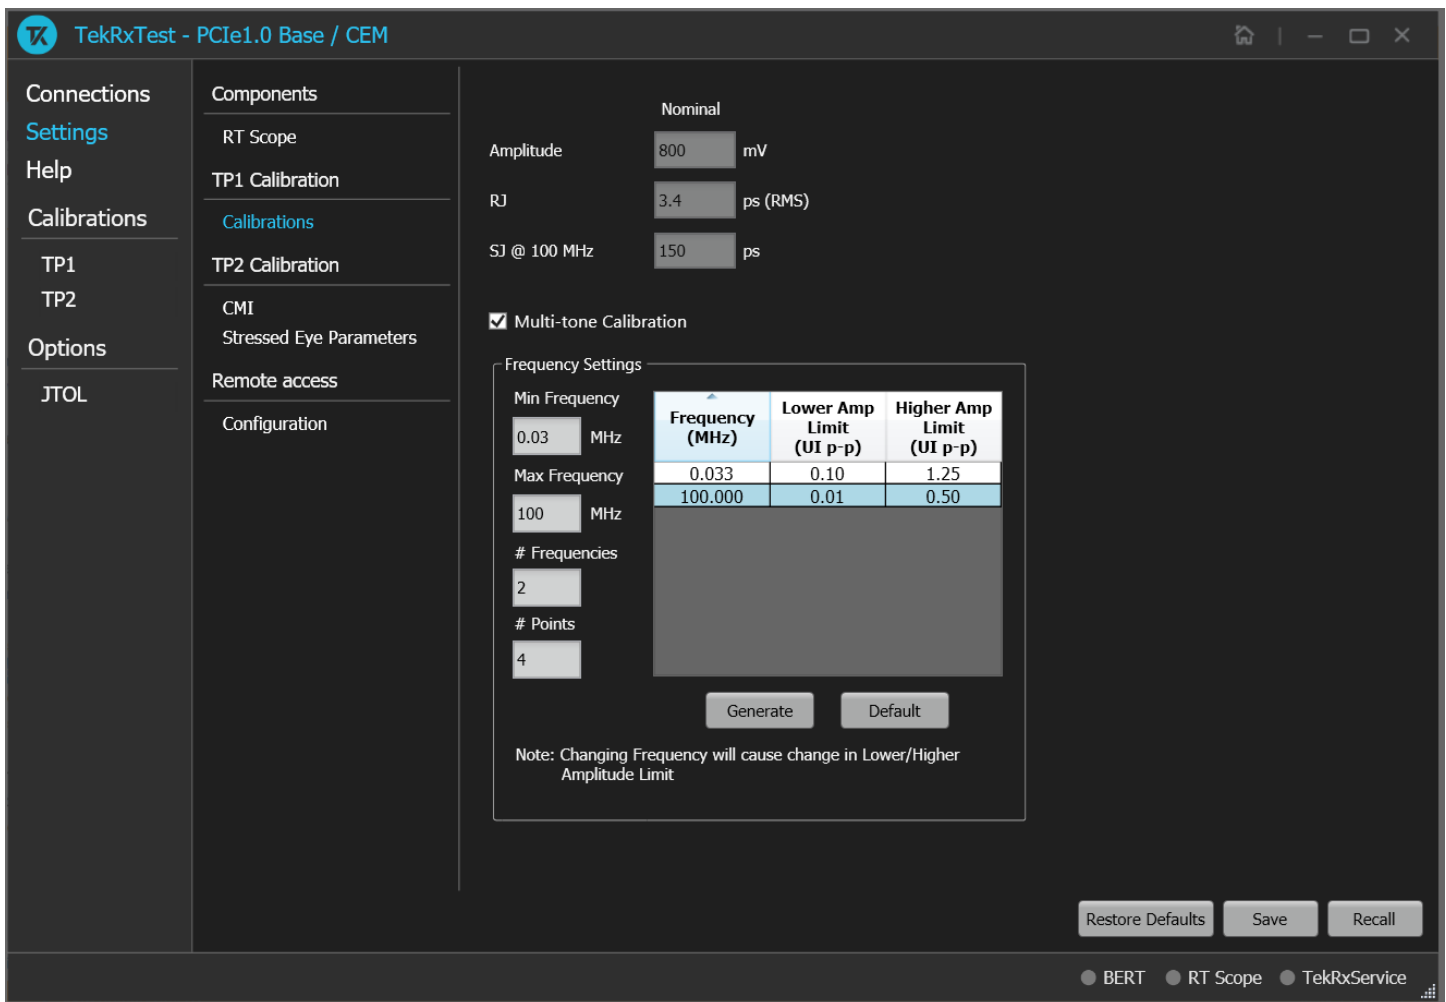 TekRxTest - PCIe1.0 Base / CEM
Connections
Settings
Help
Calibrations
TP1
TP2
Options
JTOL
Components
RT Scope
TP1 Calibration
Calibrations
TP2 Calibration
CMI
Stressed Eye Parameters
Remote access
Configuration
Nominal
Amplitude 800 mV
RJ 3.4 ps (RMS)
SJ @ 100 MHz 150 ps
Multi-tone Calibration
Frequency Settings
Min Frequency
0.03 MHz
Max Frequency
100 MHz
# Frequencies
2
# Points
4
Frequency
(MHz)
Lower Amp
Limit
(UI p-p)
Higher Amp
Limit
(UI p-p)
0.033 0.10 1.25
100.000 0.01 0.50
Generate Default
Note: Changing Frequency will cause change in Lower/Higher
Amplitude Limit
Restore Defaults Save Recall
BERT RT Scope TekRxService